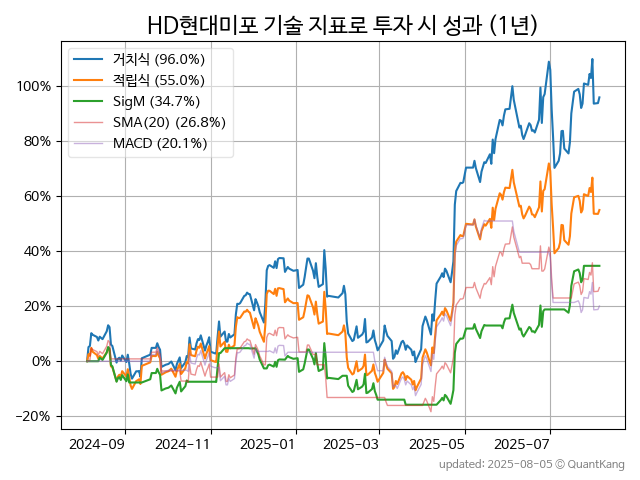 HD현대미포 기술 지표로 투자 시 성과 (1년)
거치식 (96.0%)
적립식 (55.0%)
SigM (34.7%)
SMA(20) (26.8%)
MACD (20.1%)
100%
80%
60%
40%
20%
0%
−20%
2024-09
2024-11
2025-01
2025-03
2025-05
2025-07
updated: 2025-08-05 © QuantKang